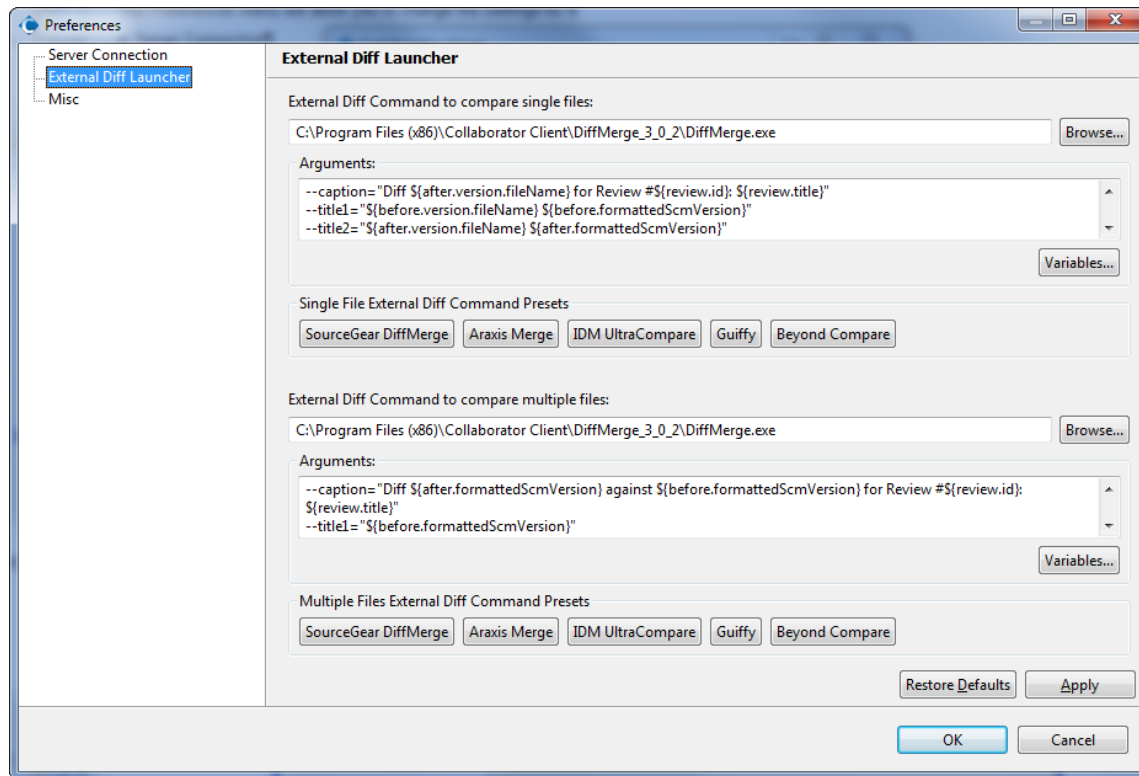 Preferences
Server Connection
External Diff Launcher
Misc
External Diff Launcher
External Diff Command to compare single files:
C:\Program Files (x86)\Collaborator Client\DiffMerge_3_0_2\DiffMerge.exe
Browse...
Arguments:
--caption="Diff ${after.version.fileName} for Review #${review.id}: ${review.title}"
--title1="${before.version.fileName} ${before.formattedScmVersion}"
--title2="${after.version.fileName} ${after.formattedScmVersion}"
Variables...
Single File External Diff Command Presets
SourceGear DiffMerge Araxis Merge IDM UltraCompare Guiffy Beyond Compare
External Diff Command to compare multiple files:
C:\Program Files (x86)\Collaborator Client\DiffMerge_3_0_2\DiffMerge.exe
Browse...
Arguments:
--caption="Diff ${after.formattedScmVersion} against ${before.formattedScmVersion} for Review #${review.id}:
${review.title}"
--title1="${before.formattedScmVersion}"
Variables...
Multiple Files External Diff Command Presets
SourceGear DiffMerge Araxis Merge IDM UltraCompare Guiffy Beyond Compare
Restore Defaults Apply
OK Cancel